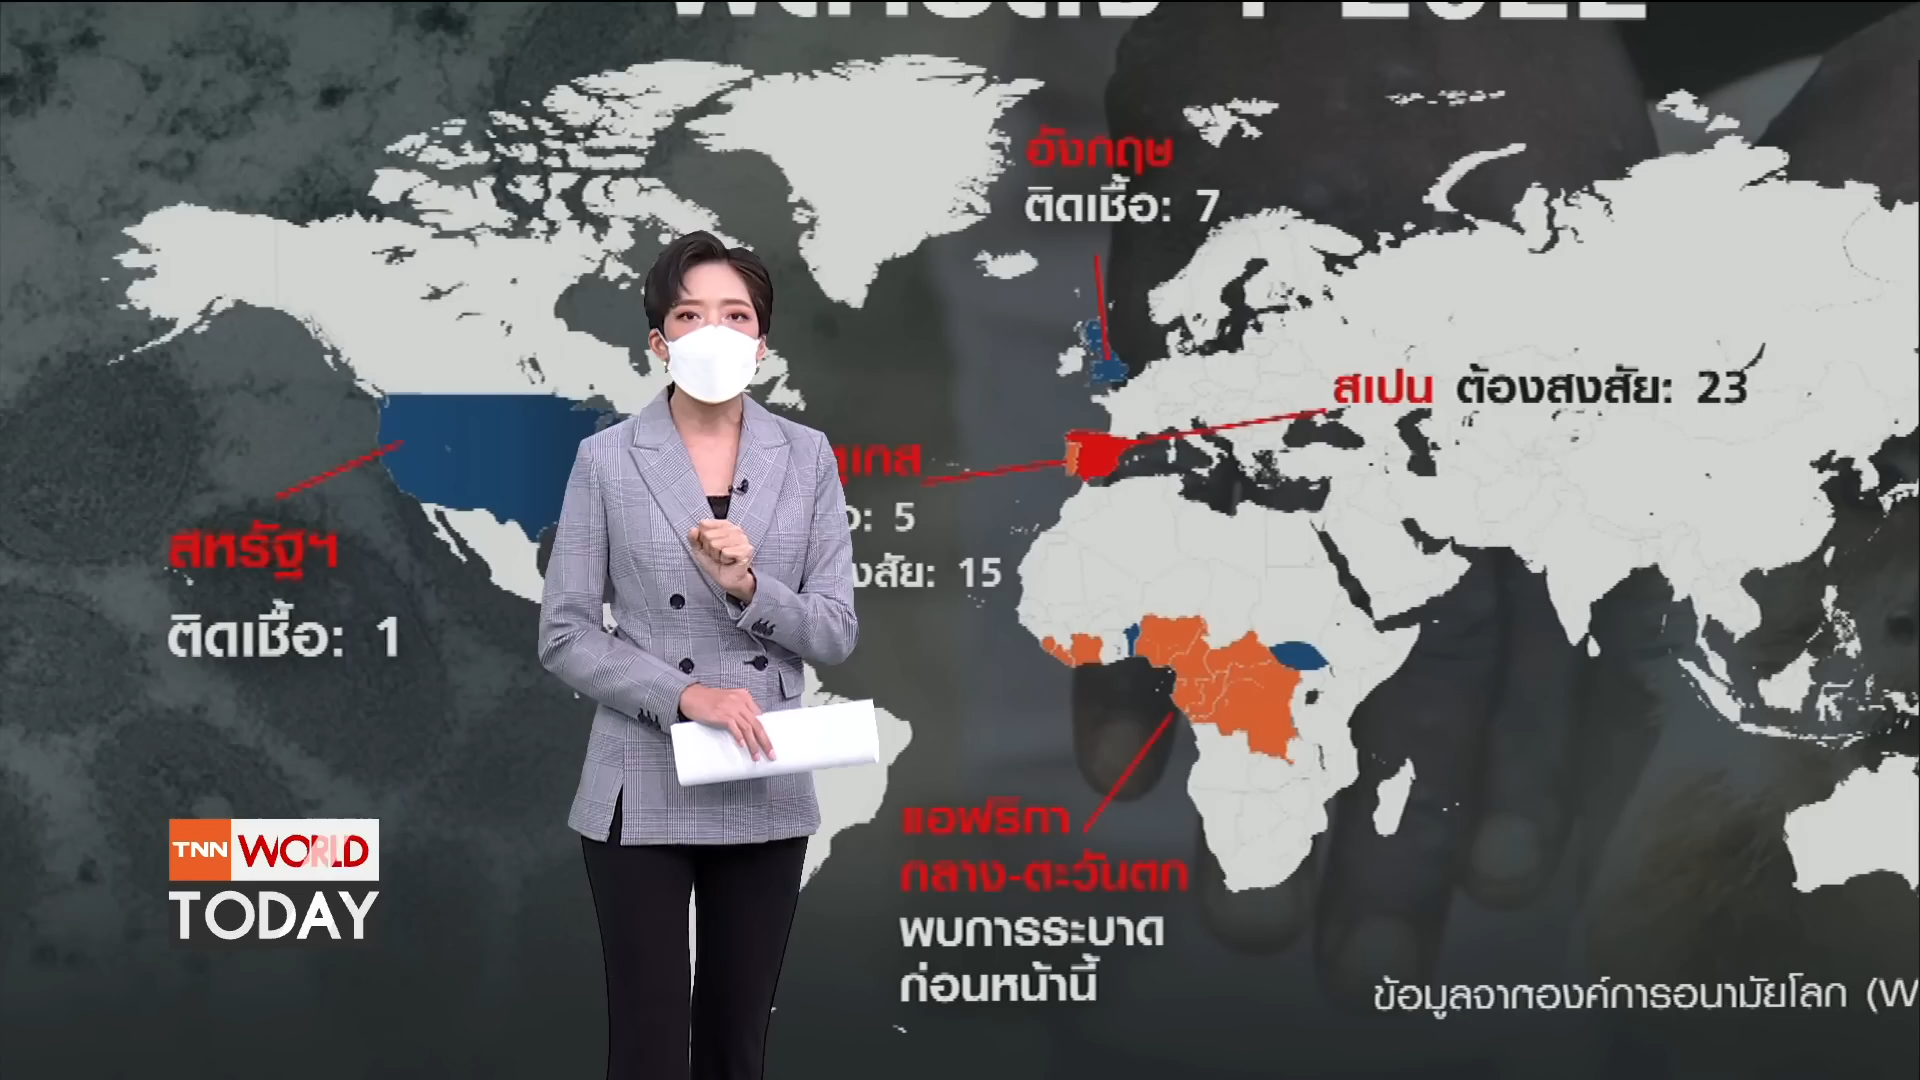 2022
อังกฤษ
ติดเชื้อ: 7
สเปน ต้องสงสัย: 23
5
15
สหรัฐฯ
ติดเชื้อ: 1
แอฟริกา
กลาง-ตะวันตก
พบการระบาด
ก่อนหน้านี้
ข้อมูลจากองค์การอนามัยโลก (W
TNN WORLD
TODAY